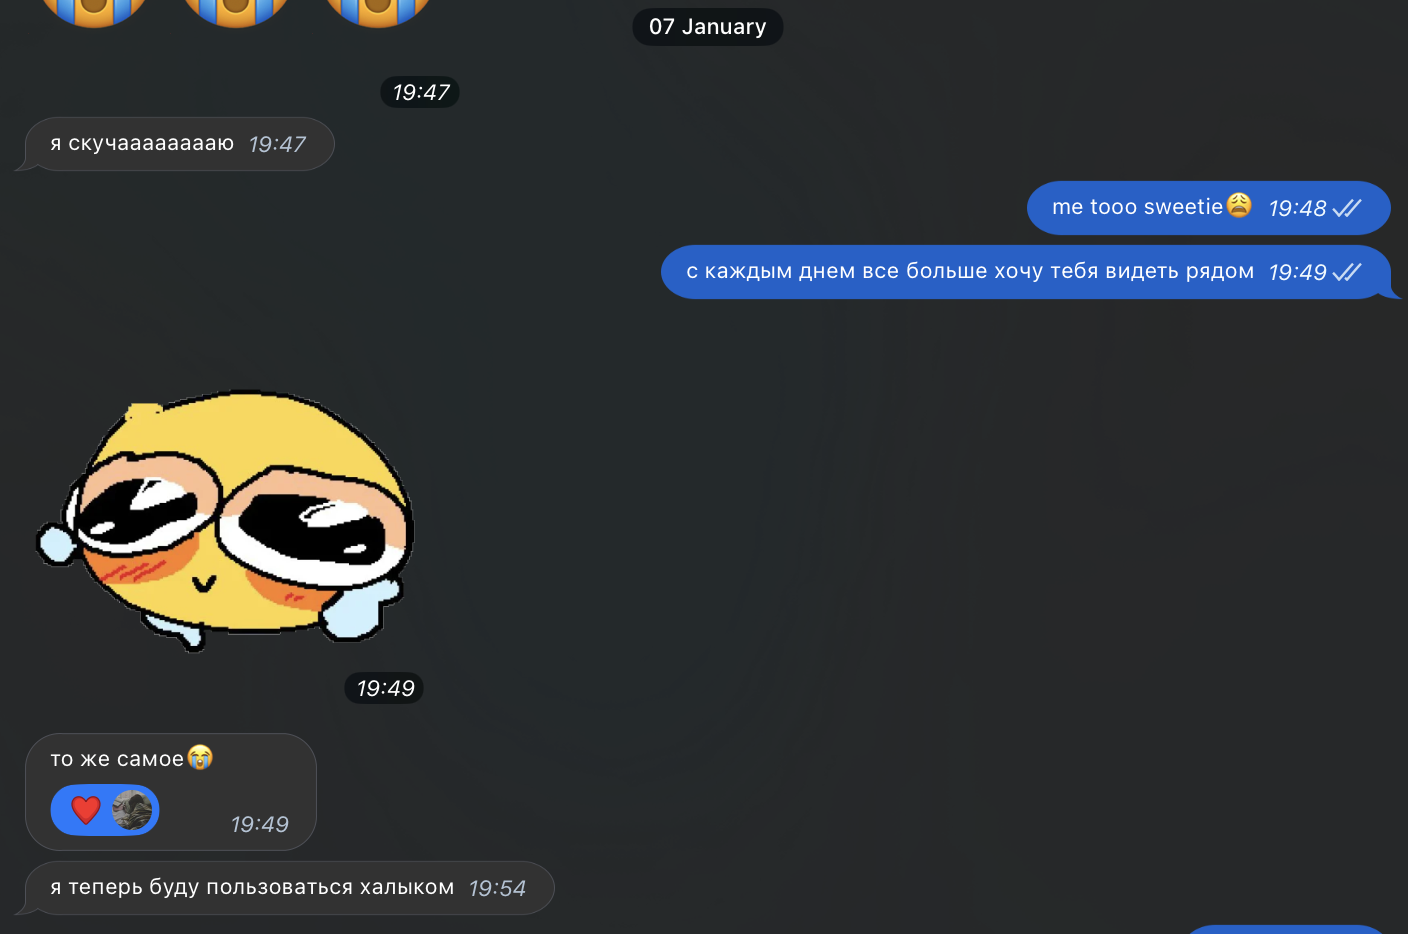 07 January
19:47
я скучааааааааю 19:47
me tooo sweetie😩 19:48
с каждым днем все больше хочу тебя видеть рядом 19:49
19:49
то же самое😭
19:49
я теперь буду пользоваться халыком 19:54